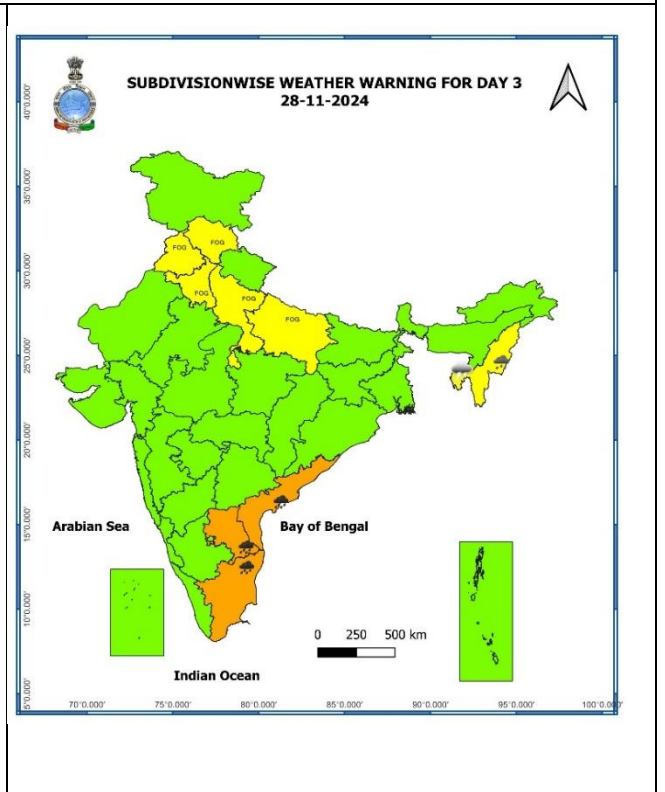 SUBDIVISIONWISE WEATHER WARNING FOR DAY 3
28-11-2024
40°0.000'
35°0.000'
30°0.000'
25°0.000'
20°0.000'
15°0.000'
10°0.000'
5°0.000'
FOG
FOG
FOG
FOG
FOG
Arabian Sea
Bay of Bengal
0 250 500 km
Indian Ocean
70°0.000' 75°0.000' 80°0.000' 85°0.000' 90°0.000' 95°0.000' 100°0.000'